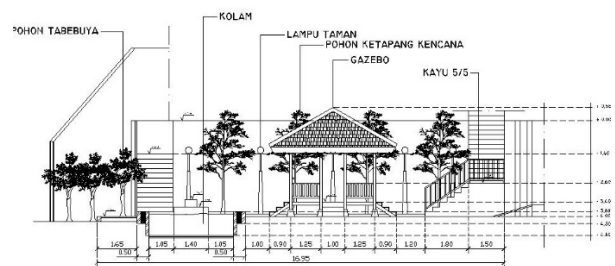 KOLAM
POHON TABEBUYA
LAMPU TAMAN
POHON KETAPANG KENCANA
GAZEBO
KAYU 5/5
1.65 1.05 1.40 1.05 1.00 0.90 1.25 1.00 1.25 0.90 1.20 1.80 1.50
0.50 0.50
16.95